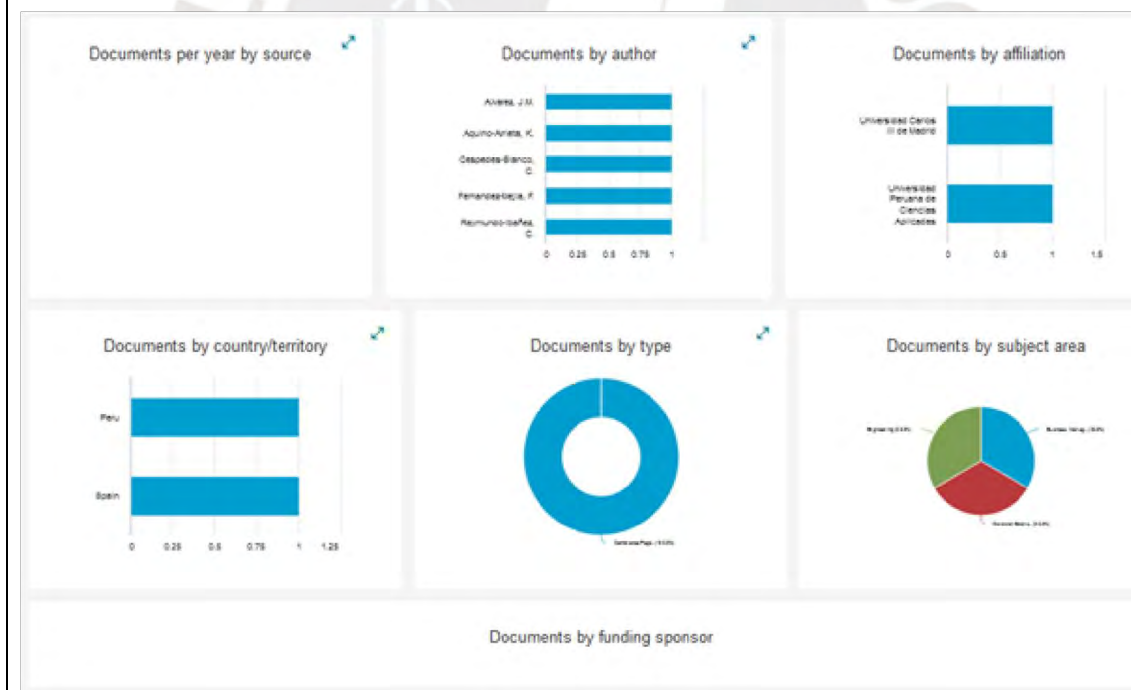 Documents per year by source
Documents by author
Alvarez, J.M.
Aquino-Arrieta, K.
Cespedes-Blanco,
C.
Fernandez-Mejia, F.
Raymundo-Ibañez,
C.
0 0.25 0.5 0.75 1
Documents by affiliation
Universidad Carlos
III de Madrid
Universidad
Peruana de
Ciencias
Aplicadas
0 0.5 1 1.5
Documents by country/territory
Peru
Spain
0 0.25 0.5 0.75 1 1.25
Documents by type
Documents by subject area
Documents by funding sponsor